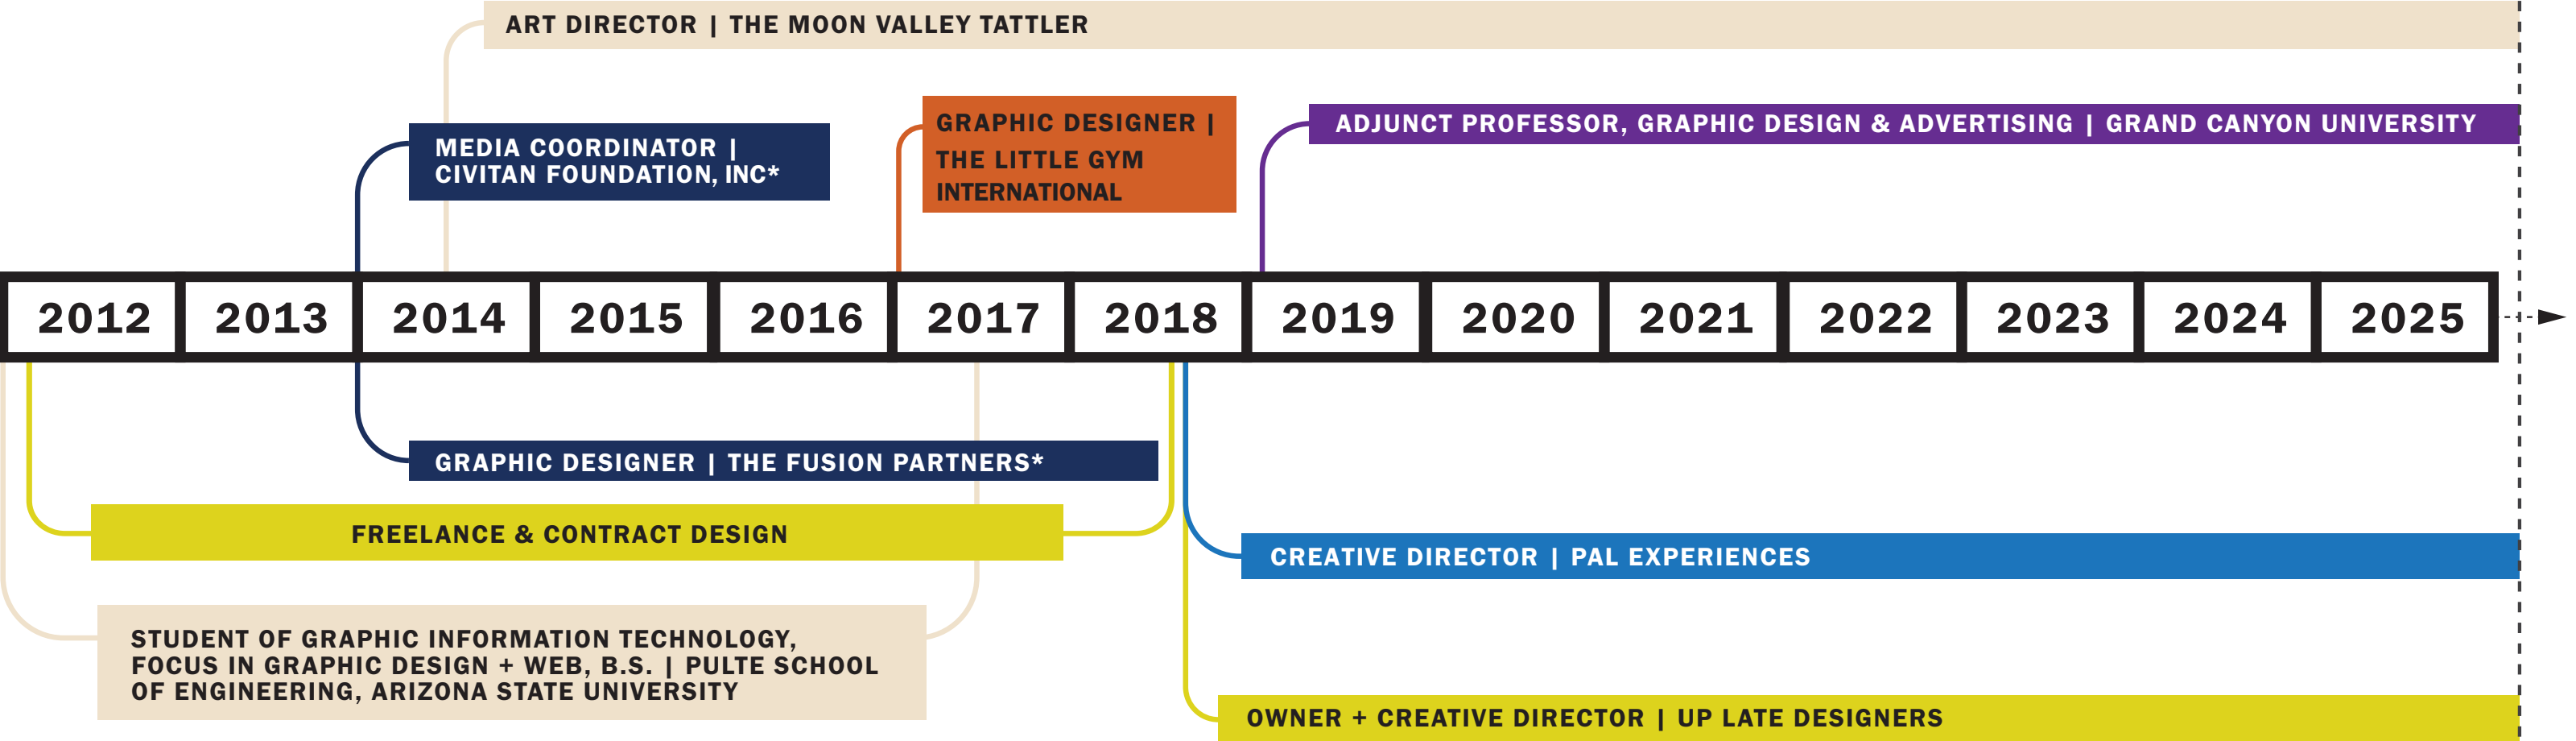 ART DIRECTOR | THE MOON VALLEY TATTLER
MEDIA COORDINATOR |
CIVITAN FOUNDATION, INC*
GRAPHIC DESIGNER |
THE LITTLE GYM
INTERNATIONAL
ADJUNCT PROFESSOR, GRAPHIC DESIGN & ADVERTISING | GRAND CANYON UNIVERSITY
2012 2013 2014 2015 2016 2017 2018 2019 2020 2021 2022 2023 2024 2025
GRAPHIC DESIGNER | THE FUSION PARTNERS*
FREELANCE & CONTRACT DESIGN
CREATIVE DIRECTOR | PAL EXPERIENCES
STUDENT OF GRAPHIC INFORMATION TECHNOLOGY,
FOCUS IN GRAPHIC DESIGN + WEB, B.S. | PULTE SCHOOL
OF ENGINEERING, ARIZONA STATE UNIVERSITY
OWNER + CREATIVE DIRECTOR | UP LATE DESIGNERS